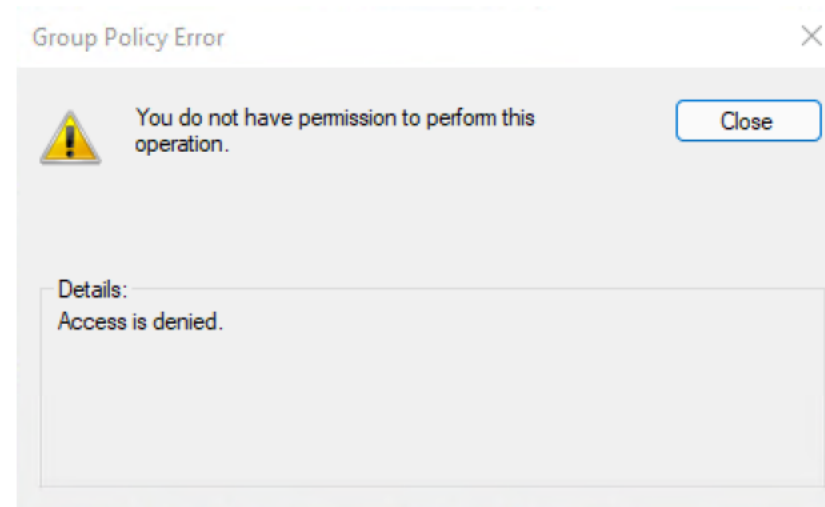 Group Policy Error
You do not have permission to perform this
operation.
Close
Details:
Access is denied.